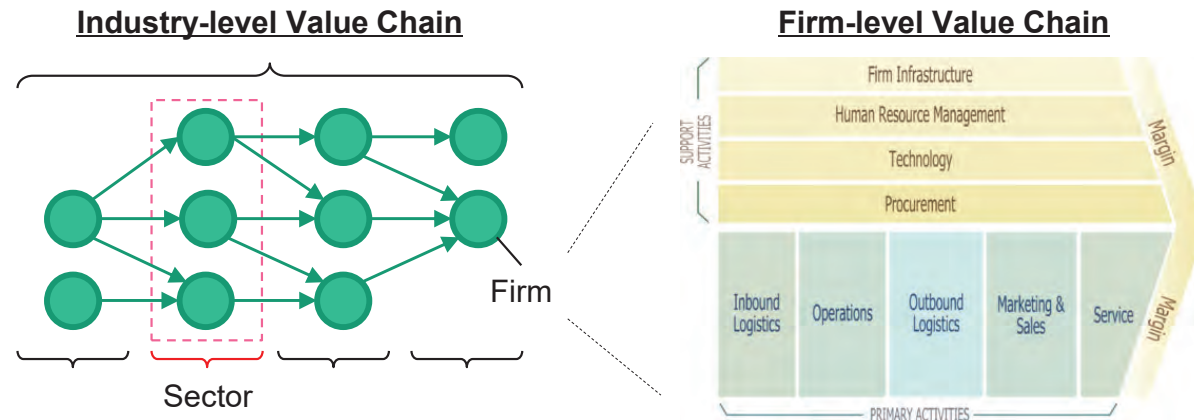 Industry-level Value Chain
Firm
Sector
Firm-level Value Chain
SUPPORT
ACTIVITIES
Firm Infrastructure
Human Resource Management
Technology
Procurement
Margin
Inbound
Logistics
Operations
Outbound
Logistics
Marketing &
Sales
Service
Margin
PRIMARY ACTIVITIES